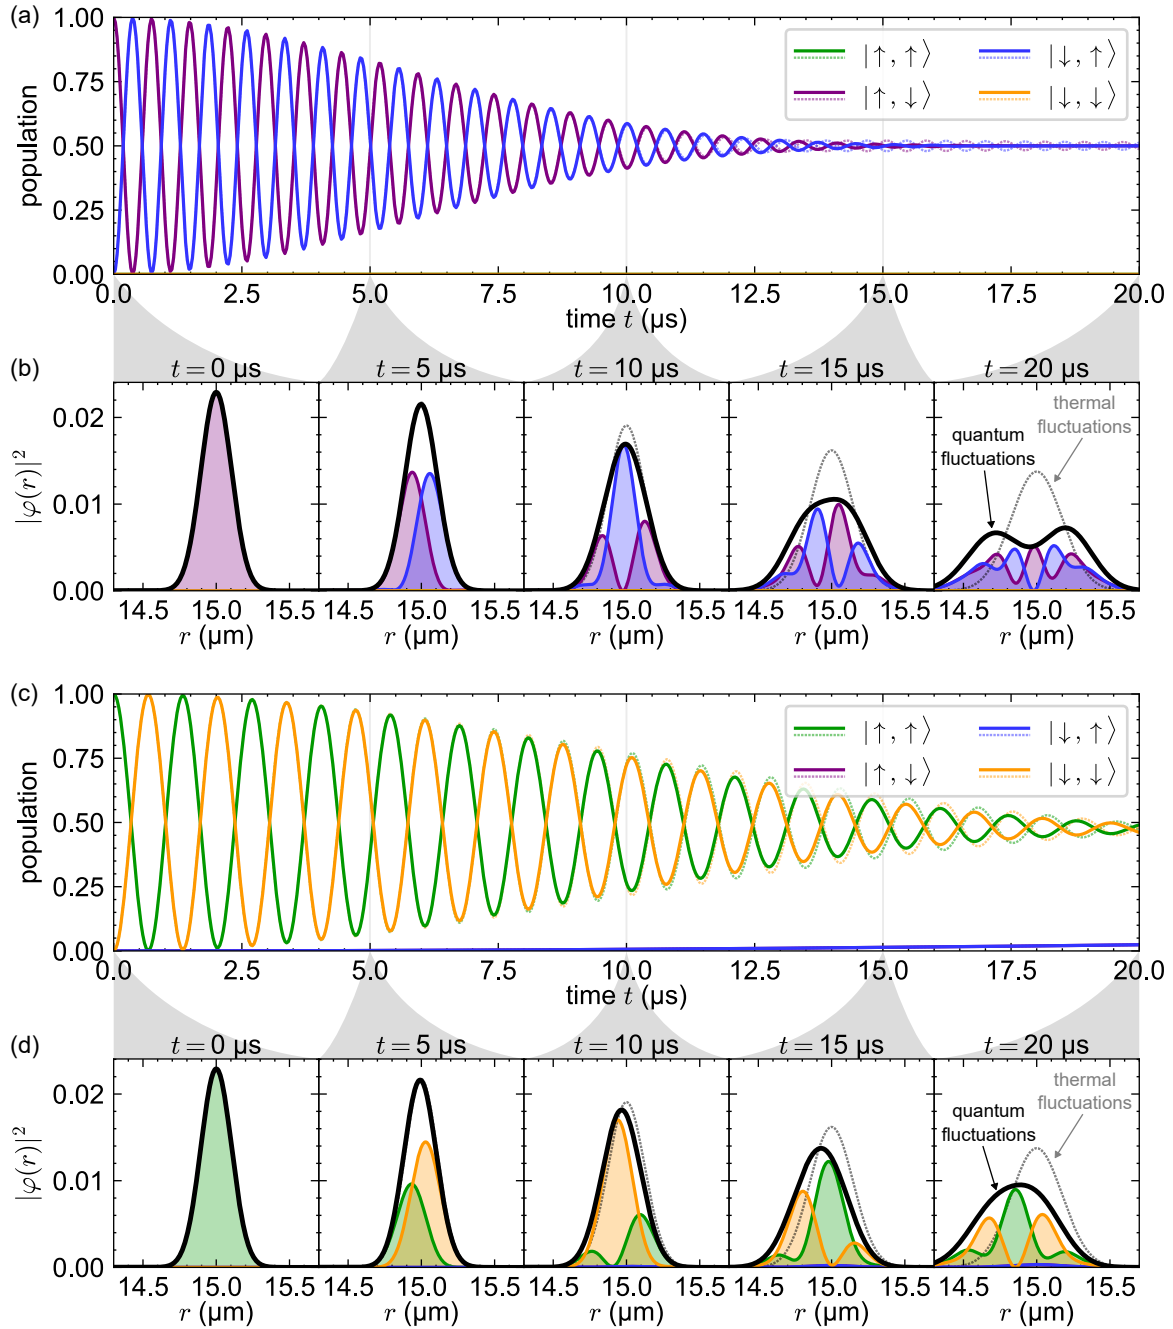 (a)
1.00
0.75
0.50
0.25
0.00
population
|↑, ↑⟩ |↓, ↑⟩
|↑, ↓⟩ |↓, ↓⟩
0.0 2.5 5.0 7.5 10.0 12.5 15.0 17.5 20.0
time t (μs)
(b)
t = 0 μs t = 5 μs t = 10 μs t = 15 μs t = 20 μs
0.02
0.01
0.00
|φ(r)|²
thermal
fluctuations
quantum
fluctuations
14.5 15.0 15.5 14.5 15.0 15.5 14.5 15.0 15.5 14.5 15.0 15.5 14.5 15.0 15.5
r (μm) r (μm) r (μm) r (μm) r (μm)
(c)
1.00
0.75
0.50
0.25
0.00
population
|↑, ↑⟩ |↓, ↑⟩
|↑, ↓⟩ |↓, ↓⟩
0.0 2.5 5.0 7.5 10.0 12.5 15.0 17.5 20.0
time t (μs)
(d)
t = 0 μs t = 5 μs t = 10 μs t = 15 μs t = 20 μs
0.02
0.01
0.00
|φ(r)|²
thermal
fluctuations
quantum
fluctuations
14.5 15.0 15.5 14.5 15.0 15.5 14.5 15.0 15.5 14.5 15.0 15.5 14.5 15.0 15.5
r (μm) r (μm) r (μm) r (μm) r (μm)